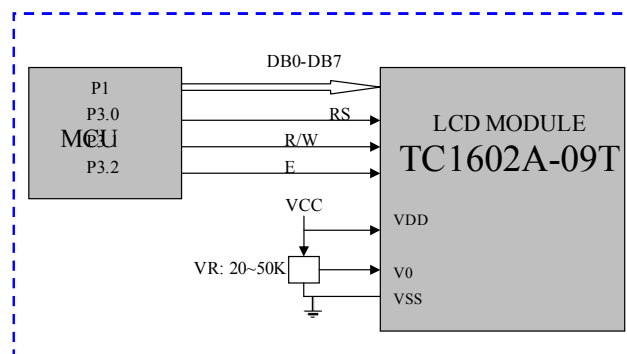 DB0-DB7
P1
P3.0
RS
MCU
R/W
P3.2
E
LCD MODULE
TC1602A-09T
VCC
VDD
VR: 20~50K
V0
VSS